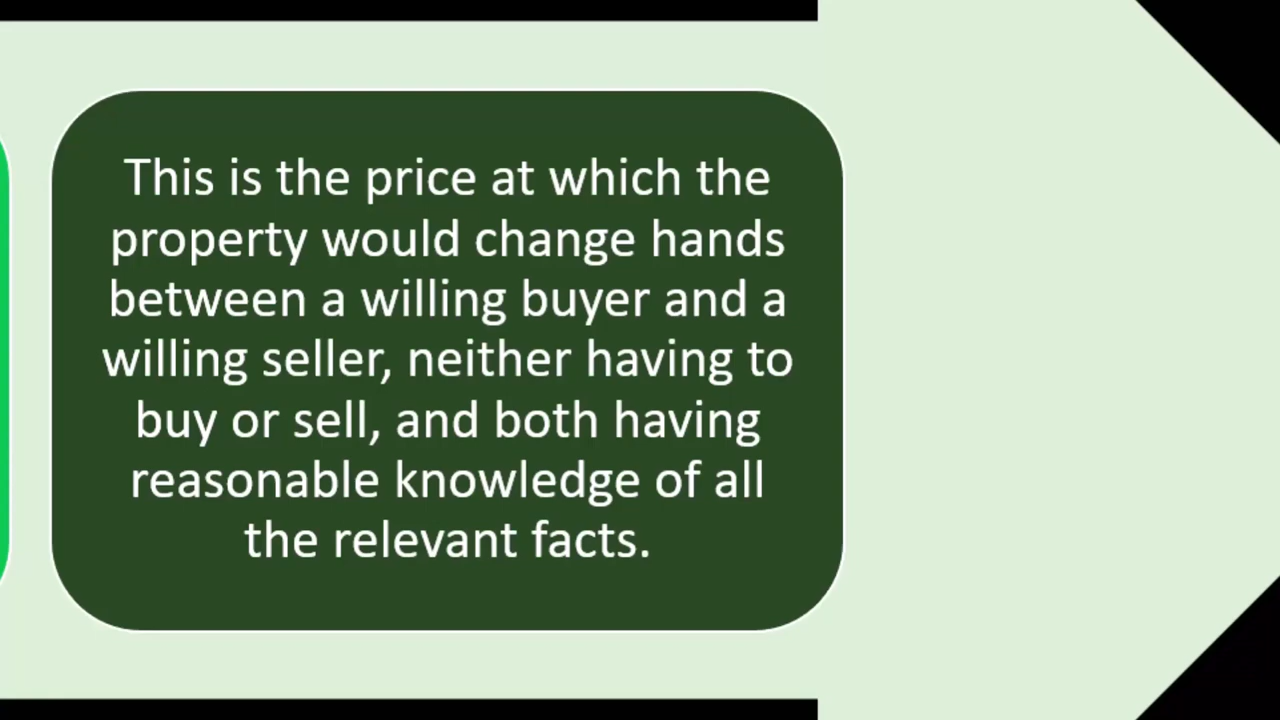 This is the price at which the
property would change hands
between a willing buyer and a
willing seller, neither having to
buy or sell, and both having
reasonable knowledge of all
the relevant facts.